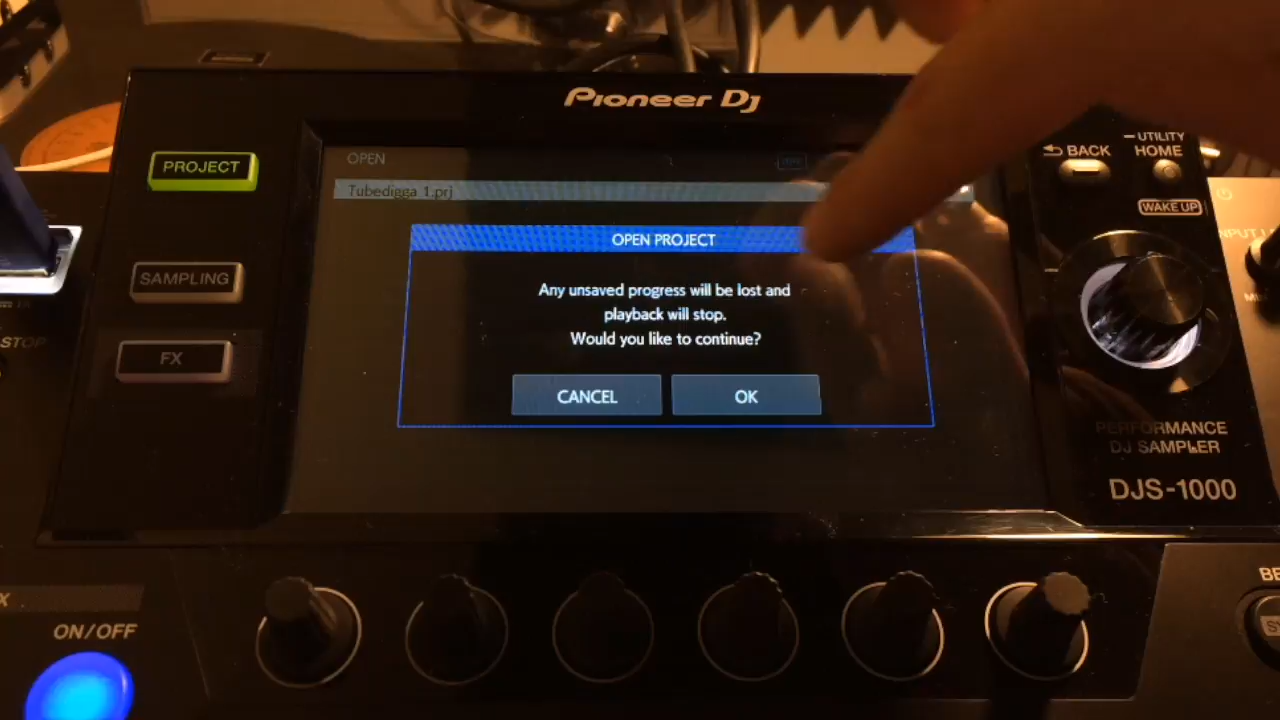 Pioneer Dj
PROJECT
SAMPLING
FX
STOP
X
ON/OFF
OPEN
Tubedigga 1.prj
OPEN PROJECT
Any unsaved progress will be lost and
playback will stop.
Would you like to continue?
CANCEL
OK
BACK
UTILITY
HOME
WAKE UP
PERFORMANCE
DJ SAMPLER
DJS-1000